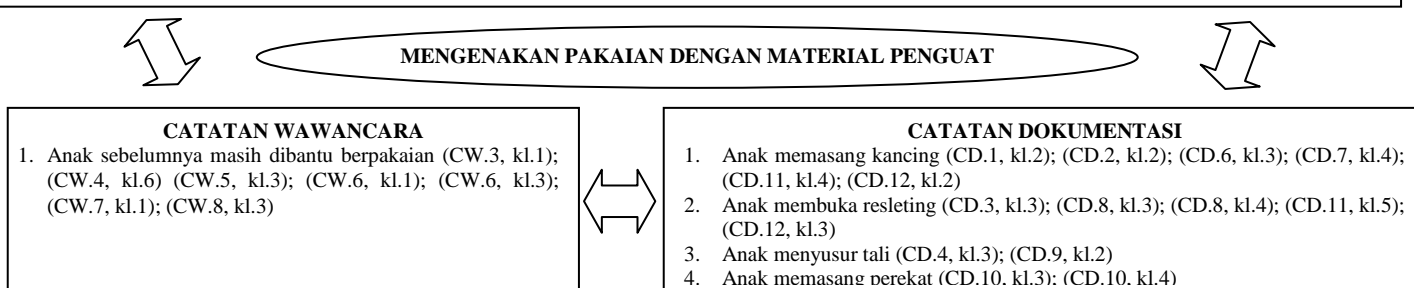 MENGENAKAN PAKAIAN DENGAN MATERIAL PENGUAT
CATATAN WAWANCARA
1. Anak sebelumnya masih dibantu berpakaian (CW.3, kl.1);
(CW.4, kl.6) (CW.5, kl.3); (CW.6, kl.1); (CW.6, kl.3);
(CW.7, kl.1); (CW.8, kl.3)
CATATAN DOKUMENTASI
1. Anak memasang kancing (CD.1, kl.2); (CD.2, kl.2); (CD.6, kl.3); (CD.7, kl.4);
(CD.11, kl.4); (CD.12, kl.2)
2. Anak membuka resleting (CD.3, kl.3); (CD.8, kl.3); (CD.8, kl.4); (CD.11, kl.5);
(CD.12, kl.3)
3. Anak menyusur tali (CD.4, kl.3); (CD.9, kl.2)
4. Anak memasang perekat (CD.10, kl.3); (CD.10, kl.4)